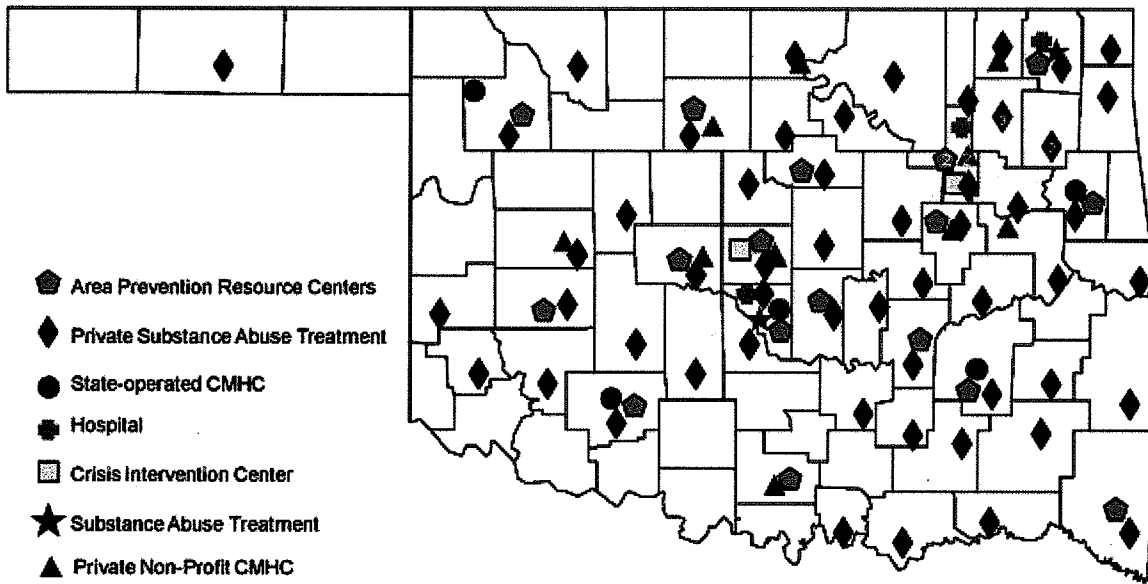 Area Prevention Resource Centers
Private Substance Abuse Treatment
State-operated CMHC
Hospital
Crisis Intervention Center
Substance Abuse Treatment
Private Non-Profit CMHC